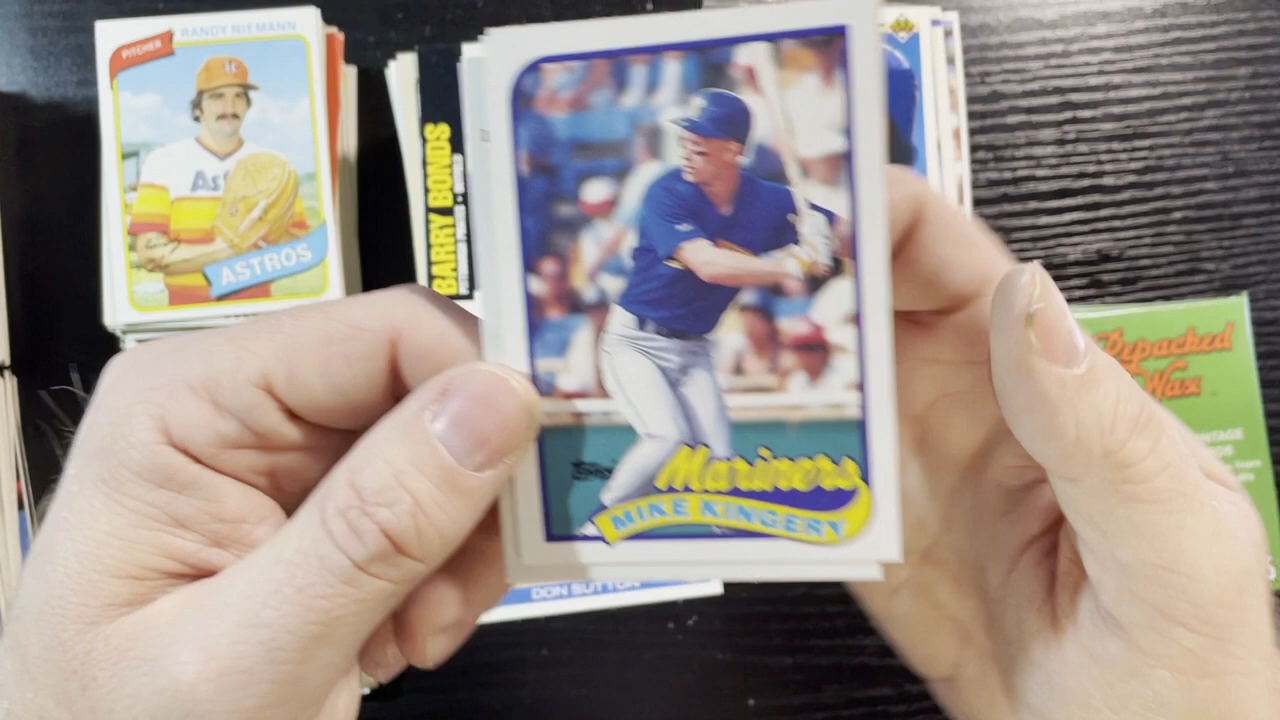 RANDY NIEMANN
PITCHER
ASTROS
BARRY BONDS
Mariners
MIKE KINGERY
DON SUTTON
Repacked
Wax